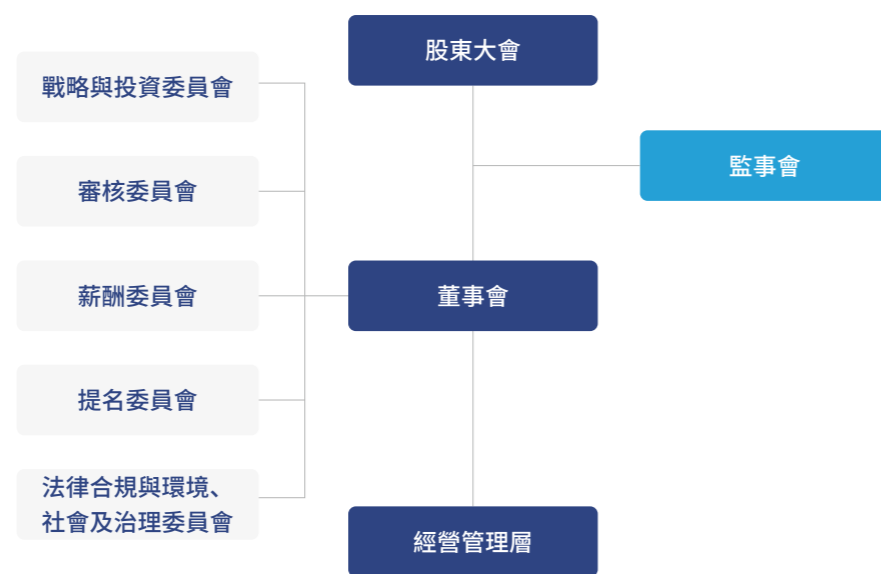 股東大會
戰略與投資委員會
監事會
審核委員會
薪酬委員會
董事會
提名委員會
法律合規與環境、
社會及治理委員會
經營管理層